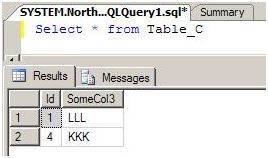 SYSTEM.North...QLQuery1.sql* Summary
Select * from Table_C
Results Messages
Id SomeCol3
1 1 LLL
2 4 KKK